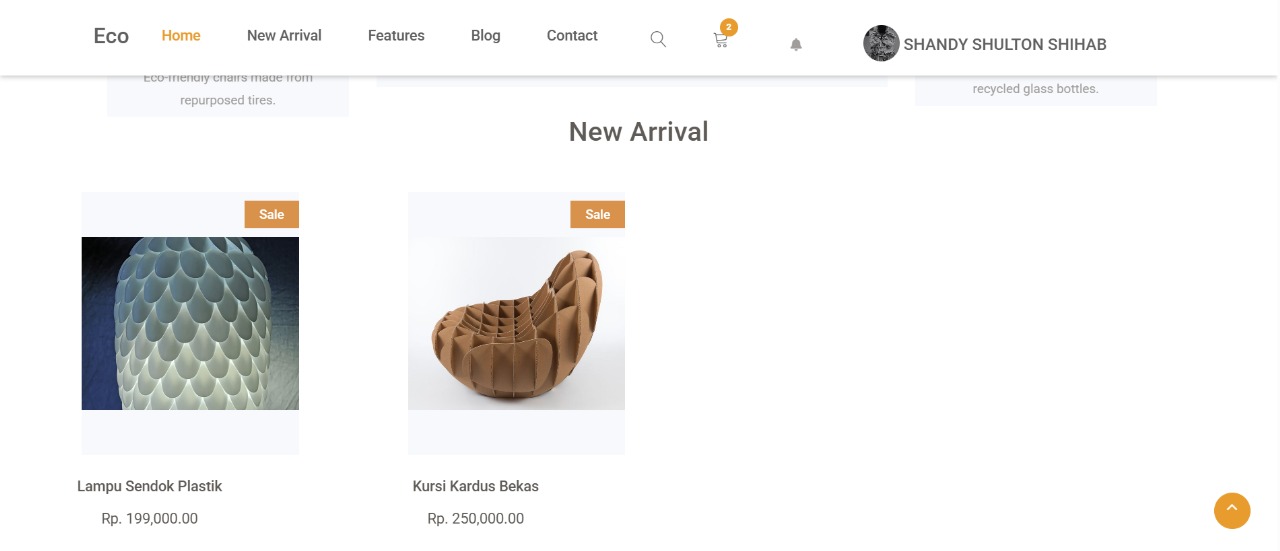 Eco
Home
New Arrival
Features
Blog
Contact
2
SHANDY SHULTON SHIHAB
Eco-friendly chairs made from
repurposed tires.
recycled glass bottles.
New Arrival
Sale
Sale
Lampu Sendok Plastik
Rp. 199,000.00
Kursi Kardus Bekas
Rp. 250,000.00